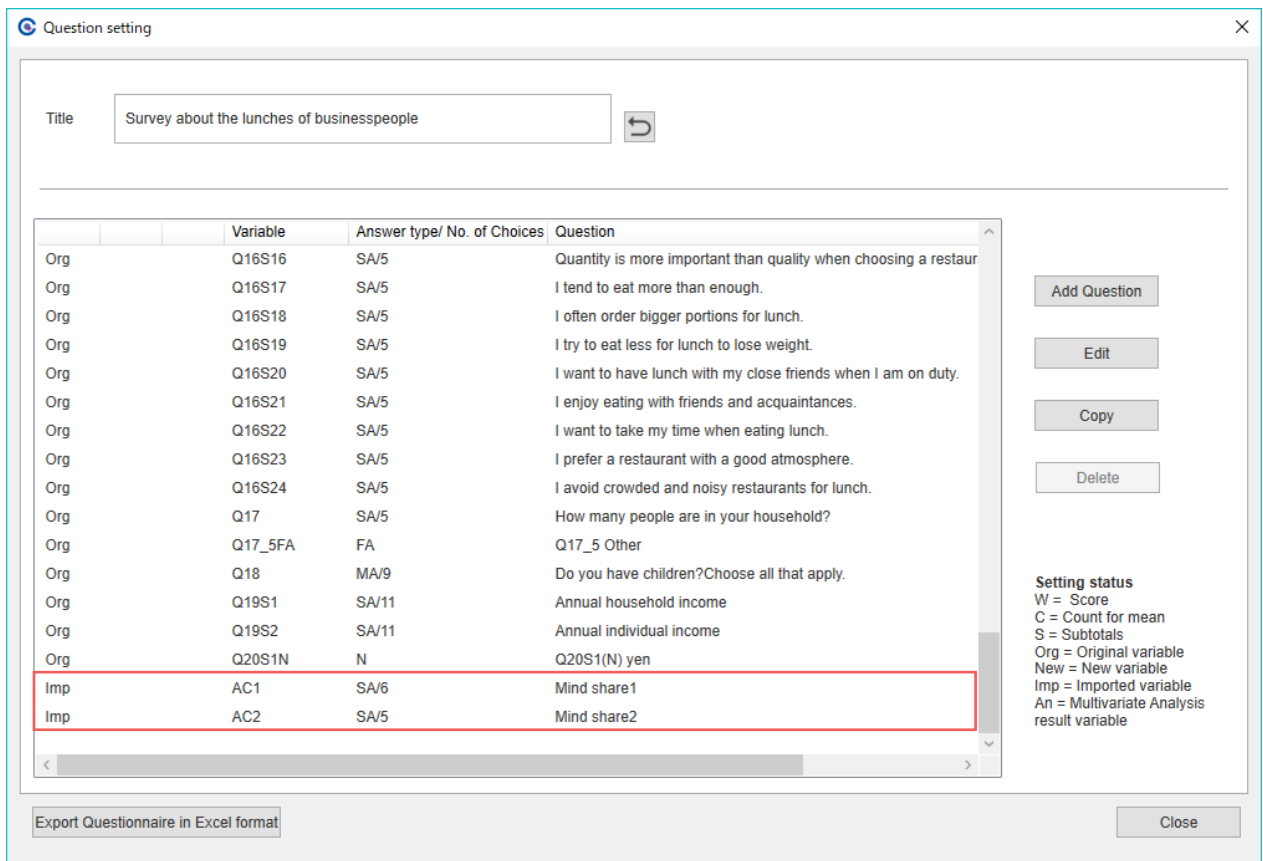 Question setting
Title
Survey about the lunches of businesspeople
Variable Answer type/ No. of Choices Question
Org Q16S16 SA/5 Quantity is more important than quality when choosing a restaur
Org Q16S17 SA/5 I tend to eat more than enough.
Org Q16S18 SA/5 I often order bigger portions for lunch.
Org Q16S19 SA/5 I try to eat less for lunch to lose weight.
Org Q16S20 SA/5 I want to have lunch with my close friends when I am on duty.
Org Q16S21 SA/5 I enjoy eating with friends and acquaintances.
Org Q16S22 SA/5 I want to take my time when eating lunch.
Org Q16S23 SA/5 I prefer a restaurant with a good atmosphere.
Org Q16S24 SA/5 I avoid crowded and noisy restaurants for lunch.
Org Q17 SA/5 How many people are in your household?
Org Q17_5FA FA Q17_5 Other
Org Q18 MA/9 Do you have children?Choose all that apply.
Org Q19S1 SA/11 Annual household income
Org Q19S2 SA/11 Annual individual income
Org Q20S1N N Q20S1(N) yen
Imp AC1 SA/6 Mind share1
Imp AC2 SA/5 Mind share2
Add Question
Edit
Copy
Delete
Setting status
W = Score
C = Count for mean
S = Subtotals
Org = Original variable
New = New variable
Imp = Imported variable
An = Multivariate Analysis
result variable
Export Questionnaire in Excel format
Close